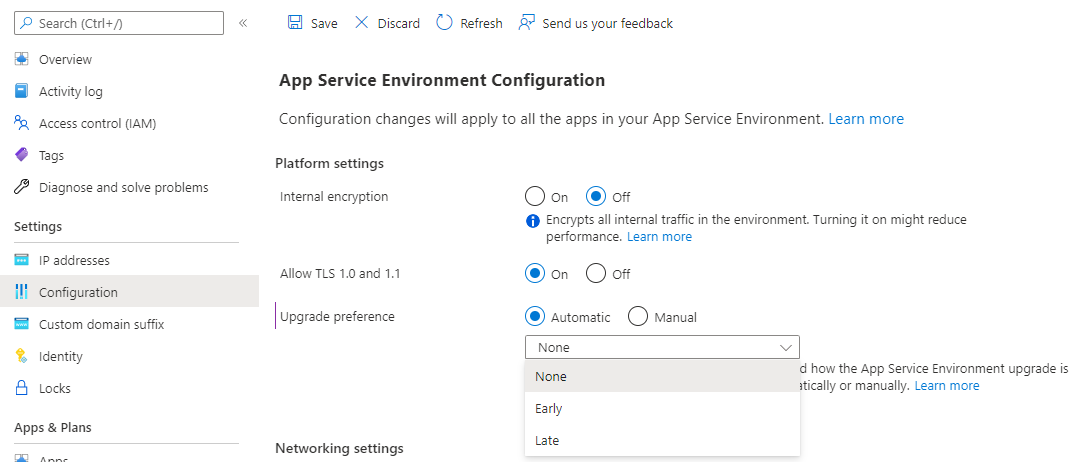 Search (Ctrl+/)
«
Save
Discard
Refresh
Send us your feedback
Overview
Activity log
Access control (IAM)
Tags
Diagnose and solve problems
Settings
IP addresses
Configuration
Custom domain suffix
Identity
Locks
Apps & Plans
Apps
App Service Environment Configuration
Configuration changes will apply to all the apps in your App Service Environment. Learn more
Platform settings
Internal encryption
On
Off
Encrypts all internal traffic in the environment. Turning it on might reduce
performance. Learn more
Allow TLS 1.0 and 1.1
On
Off
Upgrade preference
Automatic
Manual
None
None
Early
Late
how the App Service Environment upgrade is
or manually. Learn more
Networking settings